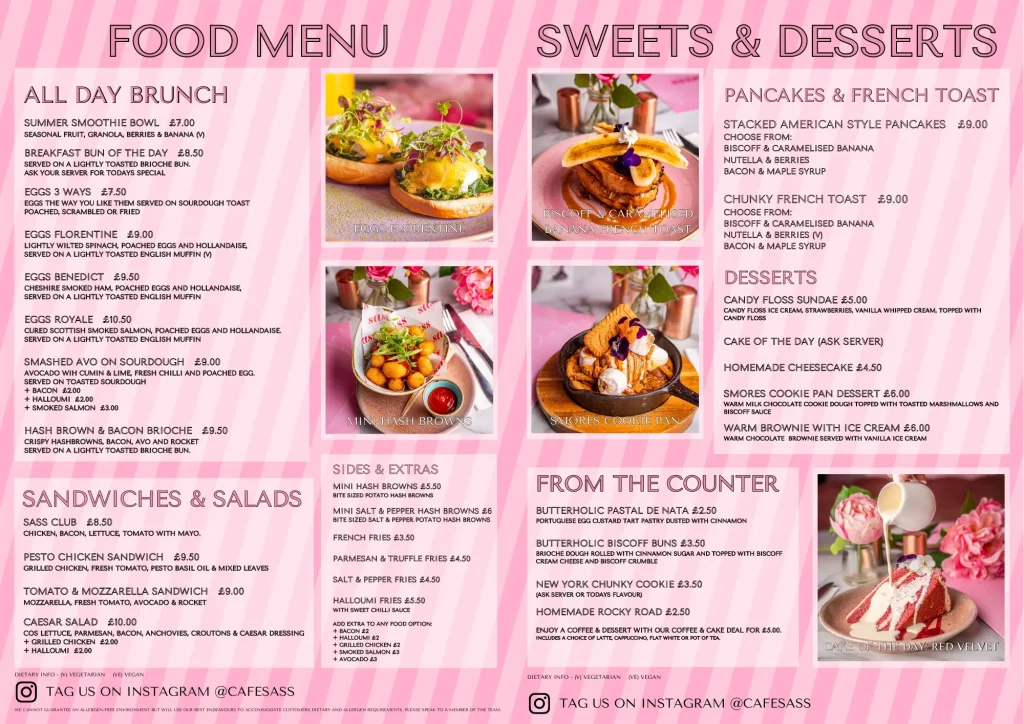 FOOD MENU
ALL DAY BRUNCH
SUMMER SMOOTHIE BOWL £7.00
SEASONAL FRUIT, GRANOLA, BERRIES & BANANA (V)
BREAKFAST BUN OF THE DAY £8.50
SERVED ON A LIGHTLY TOASTED BRIOCHE BUN.
ASK YOUR SERVER FOR TODAYS SPECIAL
EGGS 3 WAYS £7.50
EGGS THE WAY YOU LIKE THEM SERVED ON SOURDOUGH TOAST
POACHED, SCRAMBLED OR FRIED
EGGS FLORENTINE £9.00
LIGHTLY WILTED SPINACH, POACHED EGGS AND HOLLANDAISE,
SERVED ON A LIGHTLY TOASTED ENGLISH MUFFIN (V)
EGGS BENEDICT £9.50
CHESHIRE SMOKED HAM, POACHED EGGS AND HOLLANDAISE,
SERVED ON A LIGHTLY TOASTED ENGLISH MUFFIN
EGGS ROYALE £10.50
CURED SCOTTISH SMOKED SALMON, POACHED EGGS AND HOLLANDAISE.
SERVED ON A LIGHTLY TOASTED ENGLISH MUFFIN
SMASHED AVO ON SOURDOUGH £9.00
AVOCADO WIH CUMIN & LIME, FRESH CHILLI AND POACHED EGG.
SERVED ON TOASTED SOURDOUGH
+ BACON £2.00
+ HALLOUMI £2.00
+ SMOKED SALMON £3.00
HASH BROWN & BACON BRIOCHE £9.50
CRISPY HASHBROWNS, BACON, AVO AND ROCKET
SERVED ON A LIGHTLY TOASTED BRIOCHE BUN.
SANDWICHES & SALADS
SASS CLUB £8.50
CHICKEN, BACON, LETTUCE, TOMATO WITH MAYO.
PESTO CHICKEN SANDWICH £9.50
GRILLED CHICKEN, FRESH TOMATO, PESTO BASIL OIL & MIXED LEAVES
TOMATO & MOZZARELLA SANDWICH £9.00
MOZZARELLA, FRESH TOMATO, AVOCADO & ROCKET
CAESAR SALAD £10.00
COS LETTUCE, PARMESAN, BACON, ANCHOVIES, CROUTONS & CAESAR DRESSING
+ GRILLED CHICKEN £2.00
+ HALLOUMI £2.00
EGGS FLORENTINE
SASS
MINI HASH BROWNS
SIDES & EXTRAS
MINI HASH BROWNS £5.50
BITE SIZED POTATO HASH BROWNS
MINI SALT & PEPPER HASH BROWNS £6
BITE SIZED SALT & PEPPER POTATO HASH BROWNS
FRENCH FRIES £3.50
PARMESAN & TRUFFLE FRIES £4.50
SALT & PEPPER FRIES £4.50
HALLOUMI FRIES £5.50
WITH SWEET CHILLI SAUCE
ADD EXTRA TO ANY FOOD OPTION:
+ BACON £2
+ HALLOUMI £2
+ GRILLED CHICKEN £2
+ SMOKED SALMON £3
+ AVOCADO £3
DIETARY INFO - (V) VEGETARIAN (VE) VEGAN
TAG US ON INSTAGRAM @CAFESASS
WE CANNOT GUARANTEE AN ALLERGEN-FREE ENVIRONMENT BUT WILL USE OUR BEST ENDEAVOURS TO ACCOMMODATE CUSTOMERS DIETARY AND ALLERGEN REQUIREMENTS, PLEASE SPEAK TO A MEMBER OF THE TEAM.
SWEETS & DESSERTS
BISCOFF & CARAMELISED
BANANA FRENCH TOAST
SMORES COOKIE PAN
PANCAKES & FRENCH TOAST
STACKED AMERICAN STYLE PANCAKES £9.00
CHOOSE FROM:
BISCOFF & CARAMELISED BANANA
NUTELLA & BERRIES
BACON & MAPLE SYRUP
CHUNKY FRENCH TOAST £9.00
CHOOSE FROM:
BISCOFF & CARAMELISED BANANA
NUTELLA & BERRIES (V)
BACON & MAPLE SYRUP
DESSERTS
CANDY FLOSS SUNDAE £5.00
CANDY FLOSS ICE CREAM, STRAWBERRIES, VANILLA WHIPPED CREAM, TOPPED WITH
CANDY FLOSS
CAKE OF THE DAY (ASK SERVER)
HOMEMADE CHEESECAKE £4.50
SMORES COOKIE PAN DESSERT £6.00
WARM MILK CHOCOLATE COOKIE DOUGH TOPPED WITH TOASTED MARSHMALLOWS AND
BISCOFF SAUCE
WARM BROWNIE WITH ICE CREAM £6.00
WARM CHOCOLATE BROWNIE SERVED WITH VANILLA ICE CREAM
FROM THE COUNTER
BUTTERHOLIC PASTAL DE NATA £2.50
PORTUGUESE EGG CUSTARD TART PASTRY DUSTED WITH CINNAMON
BUTTERHOLIC BISCOFF BUNS £3.50
BRIOCHE DOUGH ROLLED WITH CINNAMON SUGAR AND TOPPED WITH BISCOFF
CREAM CHEESE AND BISCOFF CRUMBLE
NEW YORK CHUNKY COOKIE £3.50
(ASK SERVER OR TODAYS FLAVOUR)
HOMEMADE ROCKY ROAD £2.50
ENJOY A COFFEE & DESSERT WITH OUR COFFEE & CAKE DEAL FOR £5.00.
INCLUDES A CHOICE OF LATTE, CAPPUCCINO, FLAT WHITE OR POT OF TEA.
CAKE OF THE DAY: RED VELVET
DIETARY INFO - (V) VEGETARIAN (VE) VEGAN
TAG US ON INSTAGRAM @CAFESASS